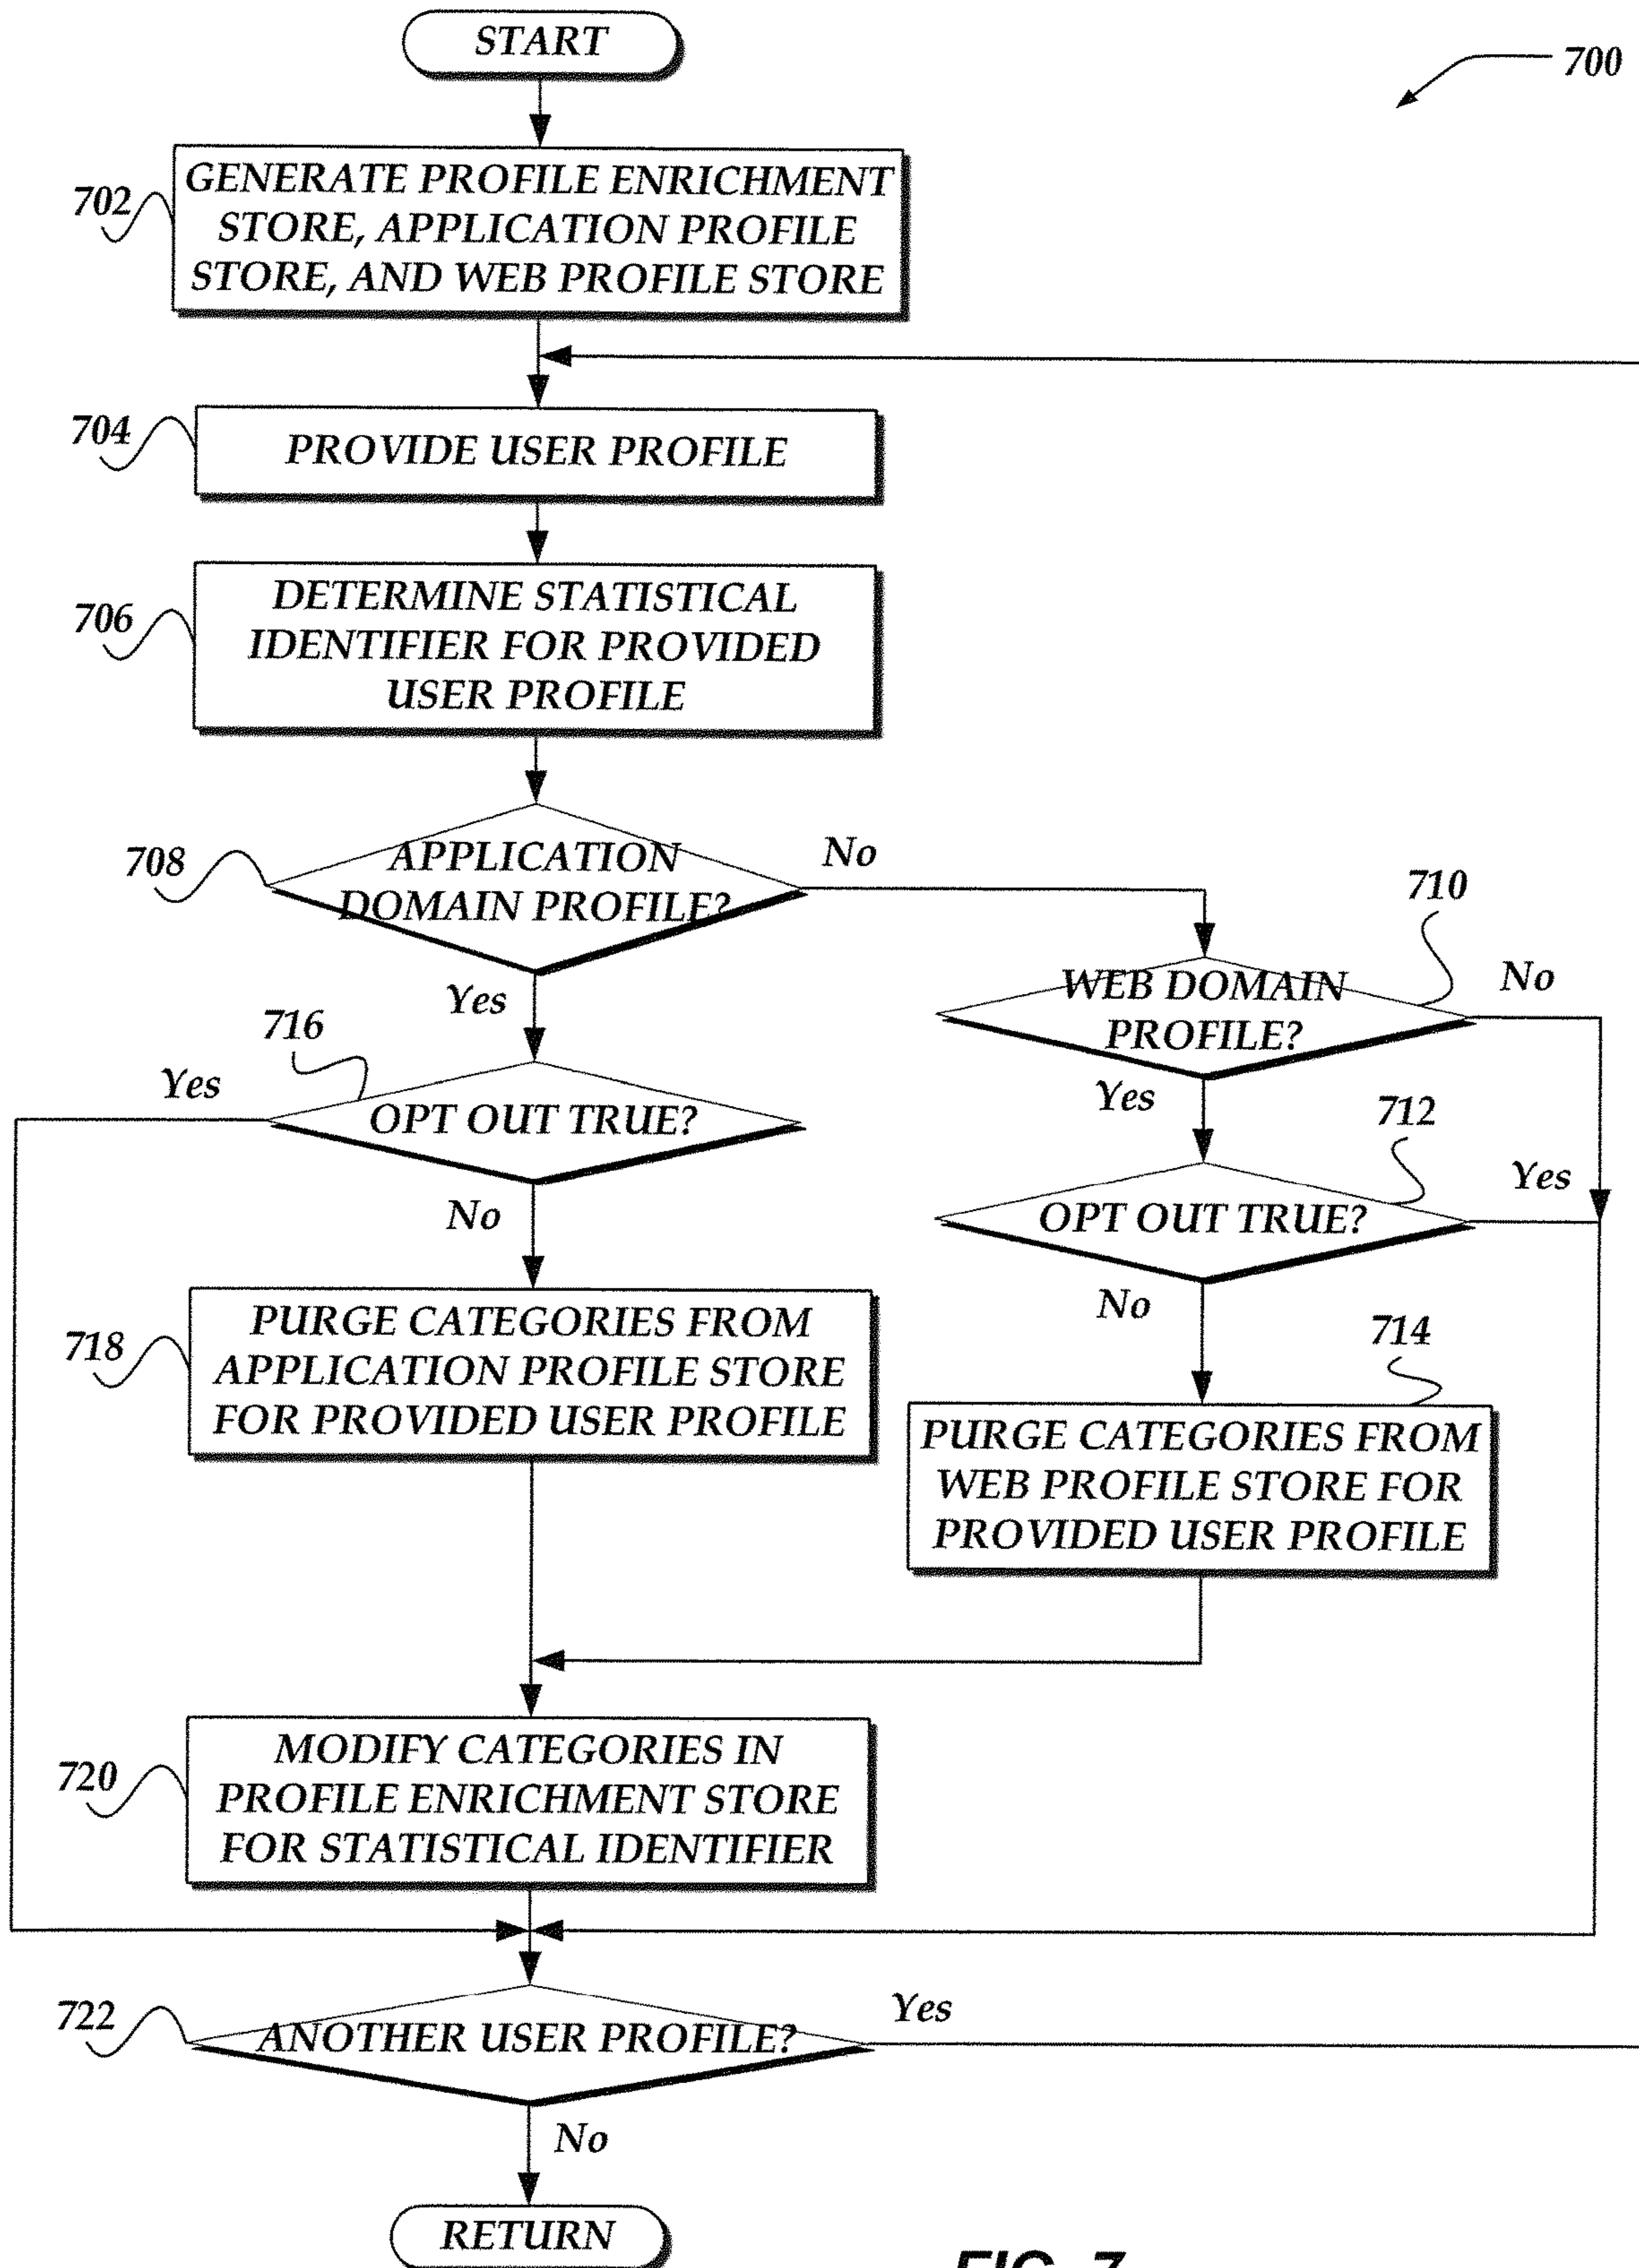 START
700
702
GENERATE PROFILE ENRICHMENT
STORE, APPLICATION PROFILE
STORE, AND WEB PROFILE STORE
704
PROVIDE USER PROFILE
706
DETERMINE STATISTICAL
IDENTIFIER FOR PROVIDED
USER PROFILE
708
APPLICATION
DOMAIN PROFILE?
No
710
Yes
WEB DOMAIN
PROFILE?
No
716
Yes
OPT OUT TRUE?
Yes
712
OPT OUT TRUE?
Yes
No
No
718
PURGE CATEGORIES FROM
APPLICATION PROFILE STORE
FOR PROVIDED USER PROFILE
714
PURGE CATEGORIES FROM
WEB PROFILE STORE FOR
PROVIDED USER PROFILE
720
MODIFY CATEGORIES IN
PROFILE ENRICHMENT STORE
FOR STATISTICAL IDENTIFIER
722
ANOTHER USER PROFILE?
Yes
No
RETURN
FIG. 7